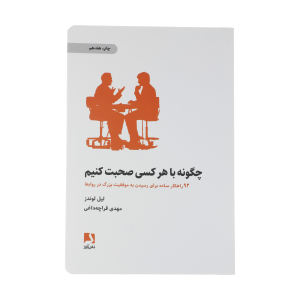 چاپ هفدهم
چگونه با هر کسی صحبت کنیم
۹۲ راهکار ساده برای رسیدن به موفقیت بزرگ در روابط
لیل لوندز
مهدی قراچه‌داغی